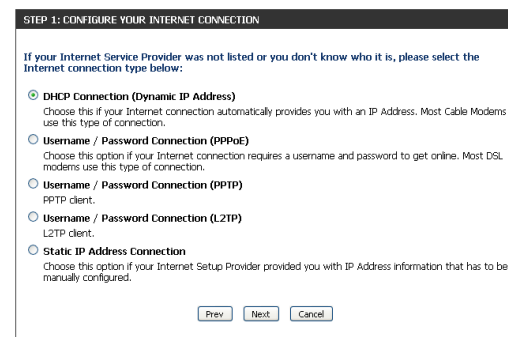 STEP 1: CONFIGURE YOUR INTERNET CONNECTION
If your Internet Service Provider was not listed or you don't know who it is, please select the
Internet connection type below:
DHCP Connection (Dynamic IP Address)
Choose this if your Internet connection automatically provides you with an IP Address. Most Cable Modems
use this type of connection.
Username / Password Connection (PPPoE)
Choose this option if your Internet connection requires a username and password to get online. Most DSL
modems use this type of connection.
Username / Password Connection (PPTP)
PPTP client.
Username / Password Connection (L2TP)
L2TP client.
Static IP Address Connection
Choose this option if your Internet Setup Provider provided you with IP Address information that has to be
manually configured.
Prev Next Cancel